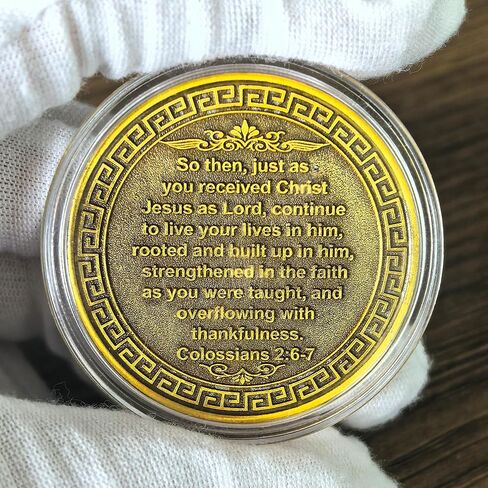 So then, just as
you received Christ
Jesus as Lord, continue
to live your lives in him,
rooted and built up in him,
strengthened in the faith
as you were taught, and
overflowing with
thankfulness.
Colossians 2:6-7